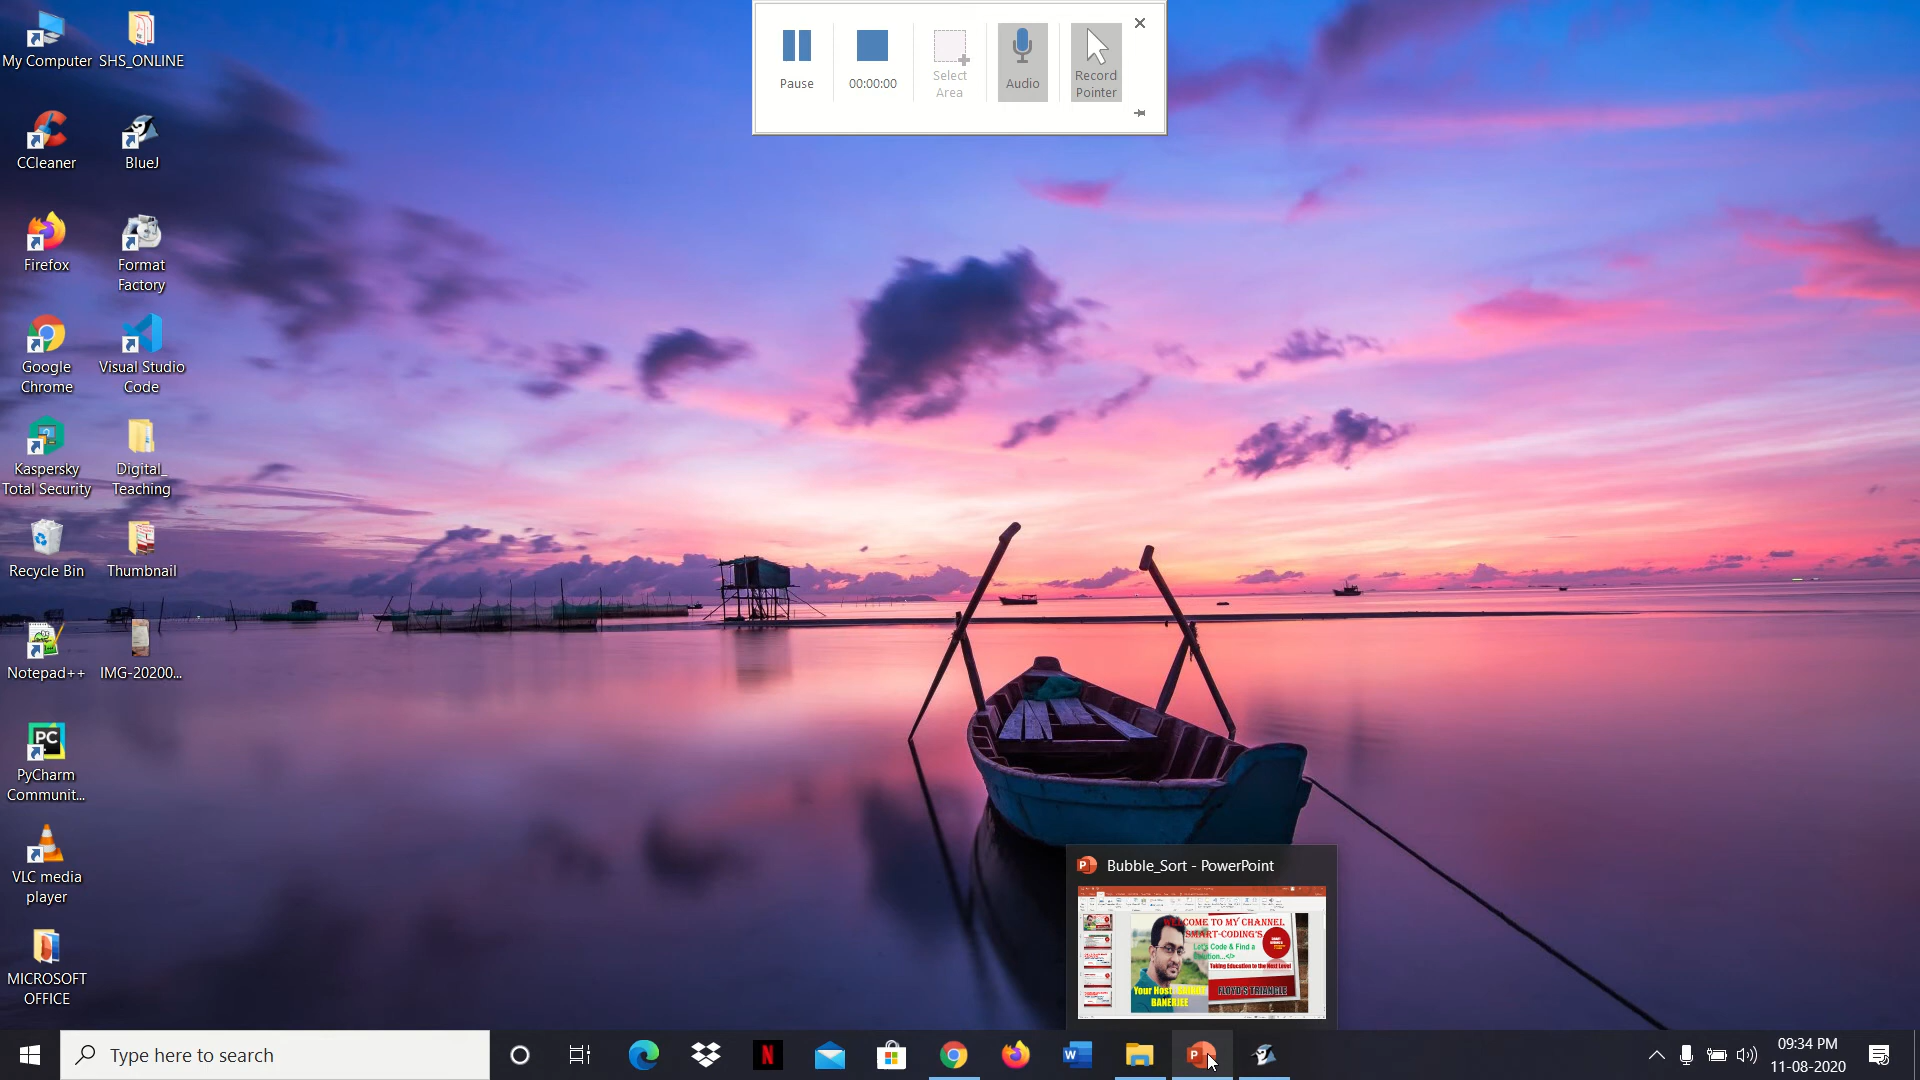 My Computer
SHS_ONLINE
CCleaner
BlueJ
Firefox
Format
Factory
Google
Chrome
Visual Studio
Code
Kaspersky
Total Security
Digital_
Teaching
Recycle Bin
Thumbnail
Notepad++
IMG-20200...
PC
PyCharm
Communit...
VLC media
player
MICROSOFT
OFFICE
Pause
00:00:00
Select
Area
Audio
Record
Pointer
Bubble_Sort - PowerPoint
WELCOME TO MY CHANNEL
SMART-CODING'S
Let's Code & Find a
Solution...</>
Taking Education to the Next Level
Your Host:
BANERJEE
FLOYD'S TRIANGLE
Type here to search
09:34 PM
11-08-2020